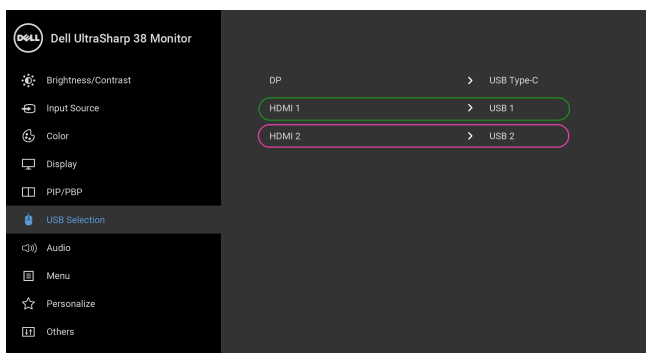 DELL Dell UltraSharp 38 Monitor
Brightness/Contrast
DP > USB Type-C
Input Source
HDMI 1 > USB 1
Color
HDMI 2 > USB 2
Display
PIP/PBP
USB Selection
Audio
Menu
Personalize
Others